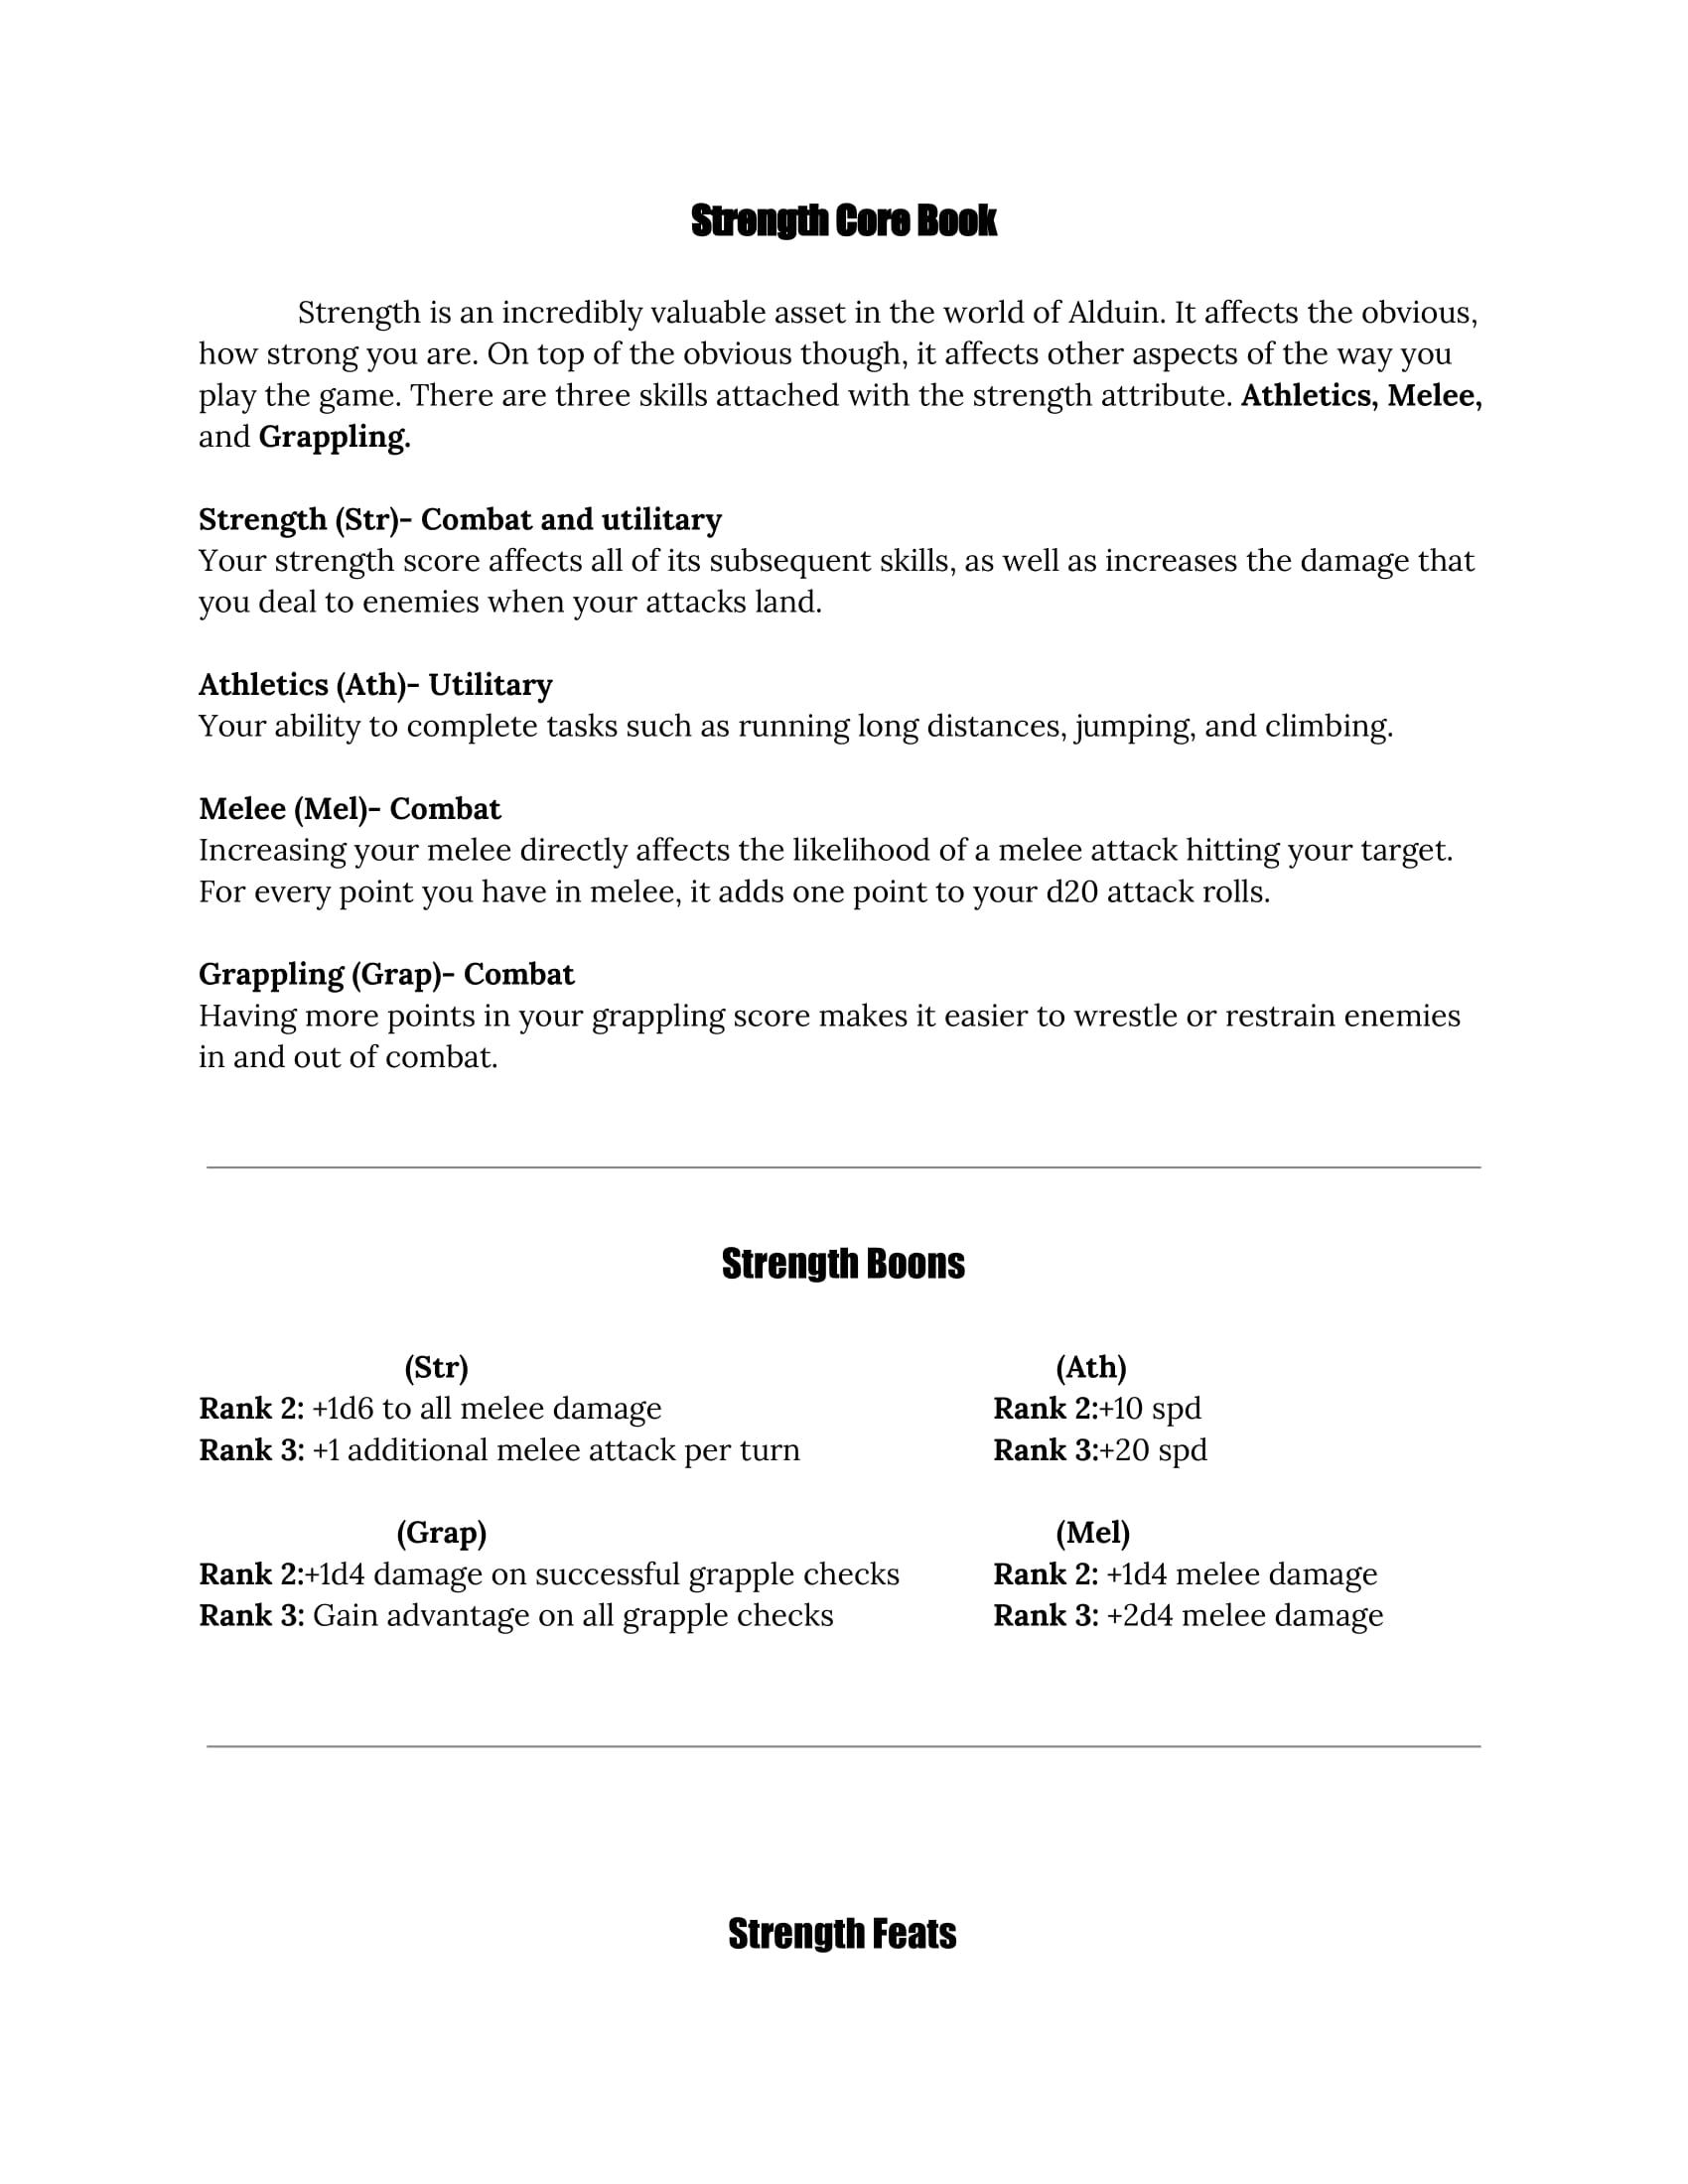 Strength Core Book
Strength is an incredibly valuable asset in the world of Alduin. It affects the obvious,
how strong you are. On top of the obvious though, it affects other aspects of the way you
play the game. There are three skills attached with the strength attribute. Athletics, Melee,
and Grappling.
Strength (Str)- Combat and utilitary
Your strength score affects all of its subsequent skills, as well as increases the damage that
you deal to enemies when your attacks land.
Athletics (Ath)- Utilitary
Your ability to complete tasks such as running long distances, jumping, and climbing.
Melee (Mel)- Combat
Increasing your melee directly affects the likelihood of a melee attack hitting your target.
For every point you have in melee, it adds one point to your d20 attack rolls.
Grappling (Grap)- Combat
Having more points in your grappling score makes it easier to wrestle or restrain enemies
in and out of combat.
Strength Boons
(Str) (Ath)
Rank 2: +1d6 to all melee damage Rank 2:+10 spd
Rank 3: +1 additional melee attack per turn Rank 3:+20 spd
(Grap) (Mel)
Rank 2:+1d4 damage on successful grapple checks Rank 2: +1d4 melee damage
Rank 3: Gain advantage on all grapple checks Rank 3: +2d4 melee damage
Strength Feats